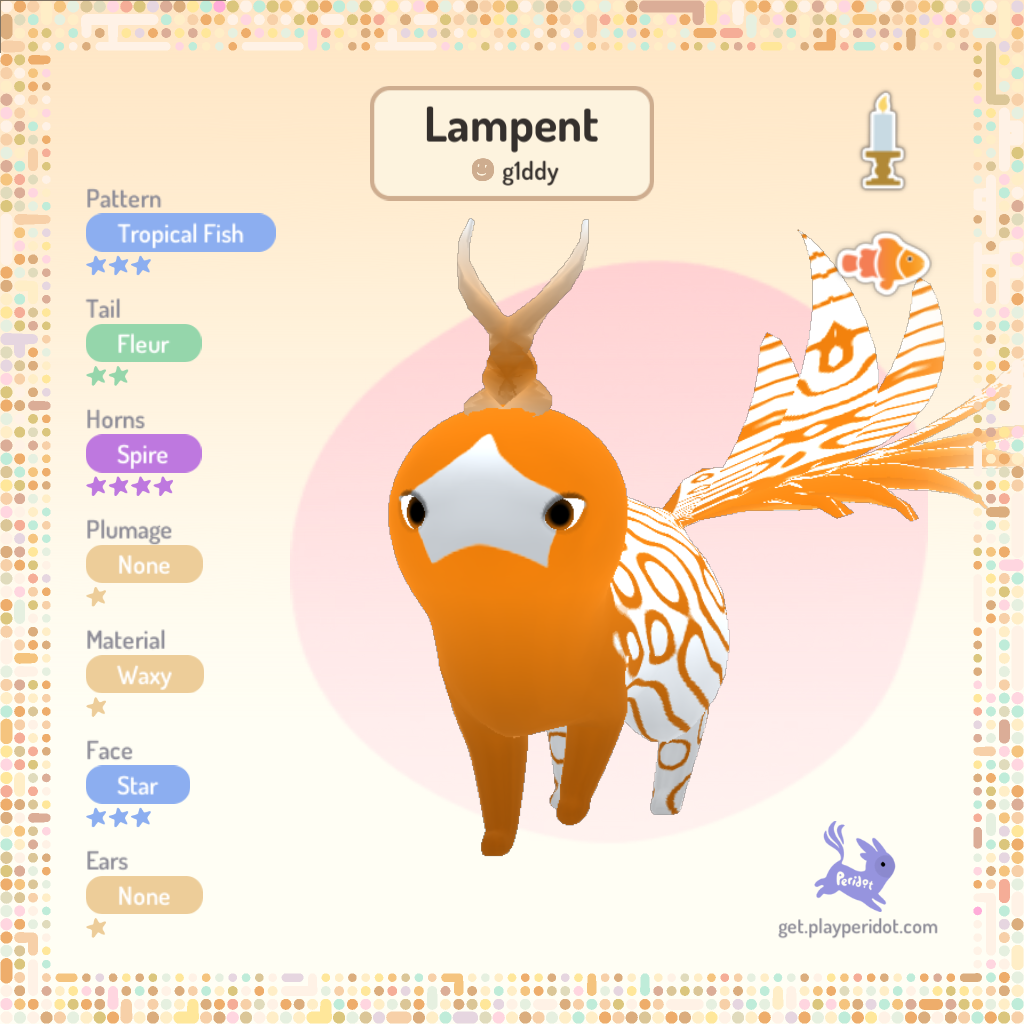 Lampent
g1ddy
Pattern
Tropical Fish
Tail
Fleur
Horns
Spire
Plumage
None
Material
Waxy
Face
Star
Ears
None
Peridot
get.playperidot.com